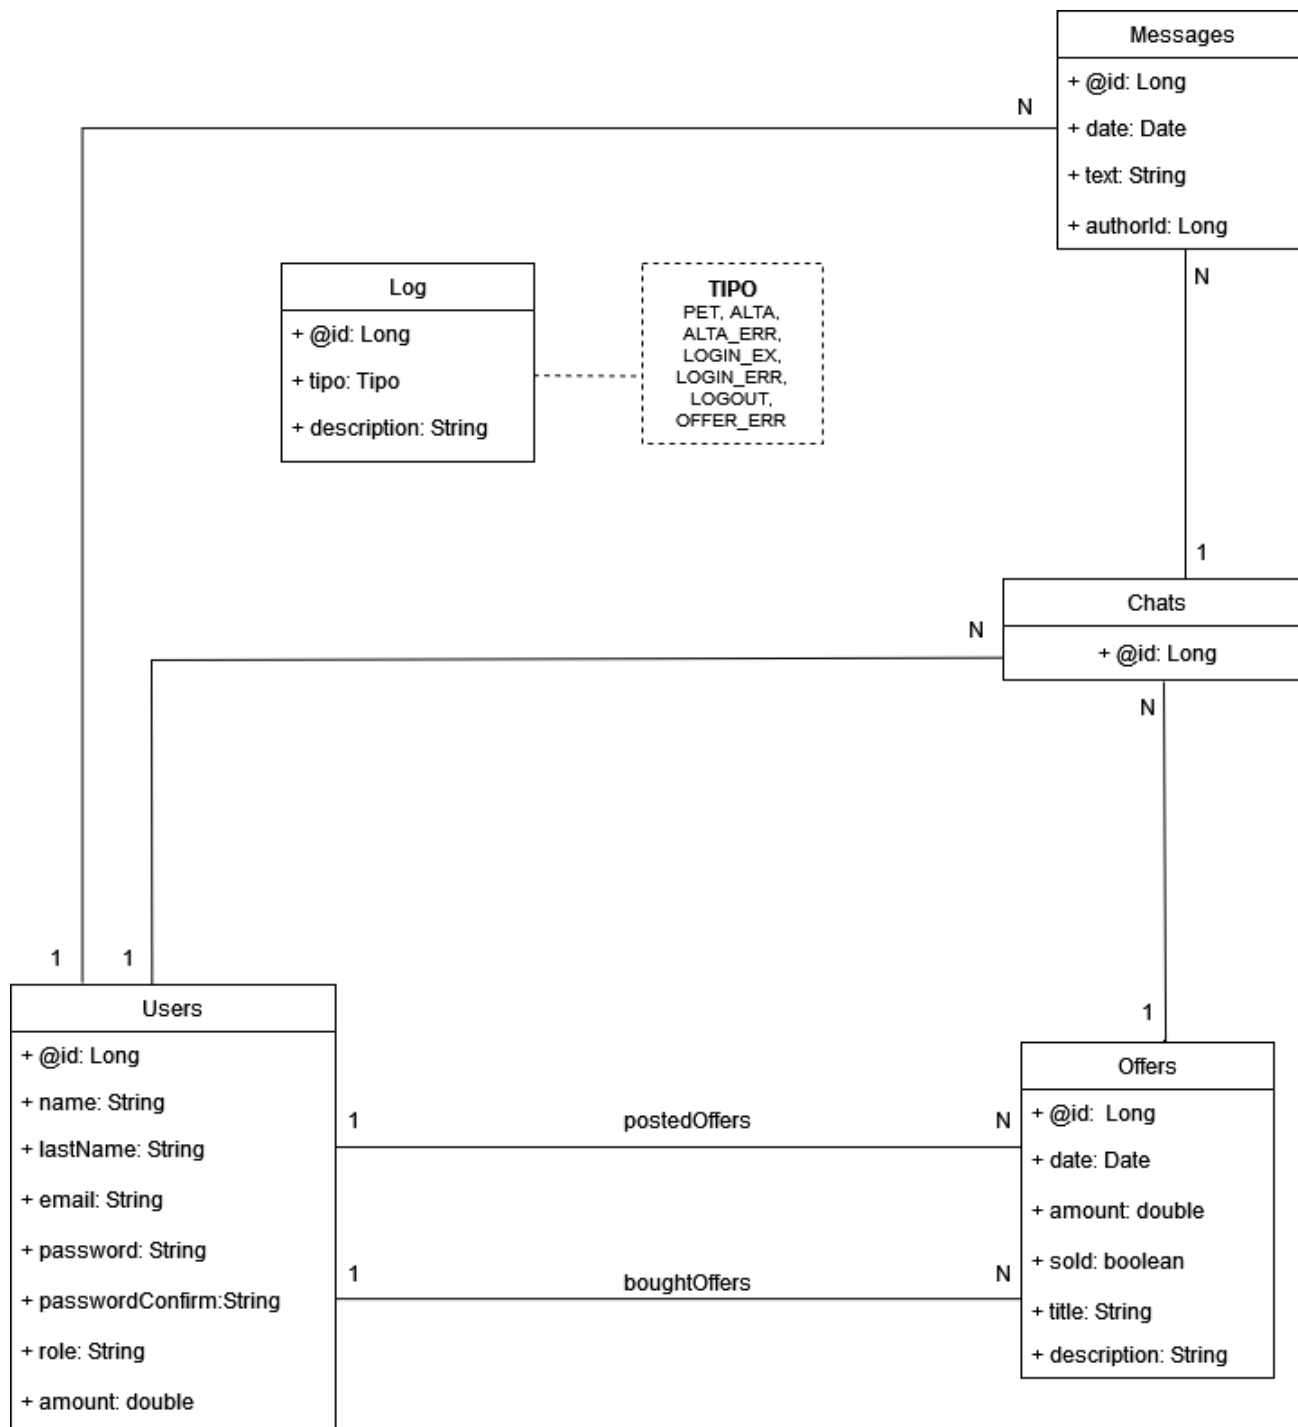 Messages
+ @id: Long
N
+ date: Date
+ text: String
+ authorId: Long
N
Log
+ @id: Long
+ tipo: Tipo
+ description: String
TIPO
PET, ALTA,
ALTA_ERR,
LOGIN_EX,
LOGIN_ERR,
LOGOUT,
OFFER_ERR
1
Chats
N
+ @id: Long
N
1
1
1
Users
+ @id: Long
+ name: String
+ lastName: String
+ email: String
+ password: String
+ passwordConfirm:String
+ role: String
+ amount: double
1
postedOffers
N
1
boughtOffers
N
Offers
+ @id: Long
+ date: Date
+ amount: double
+ sold: boolean
+ title: String
+ description: String